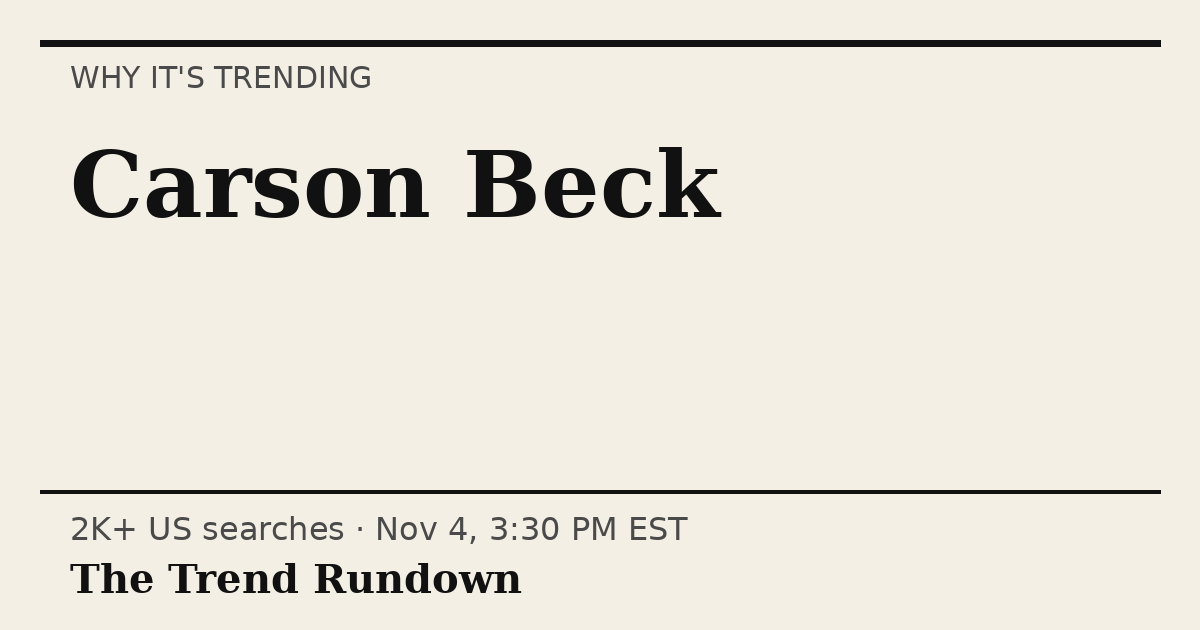 WHY IT'S TRENDING
Carson Beck
2K+ US searches · Nov 4, 3:30 PM EST
The Trend Rundown